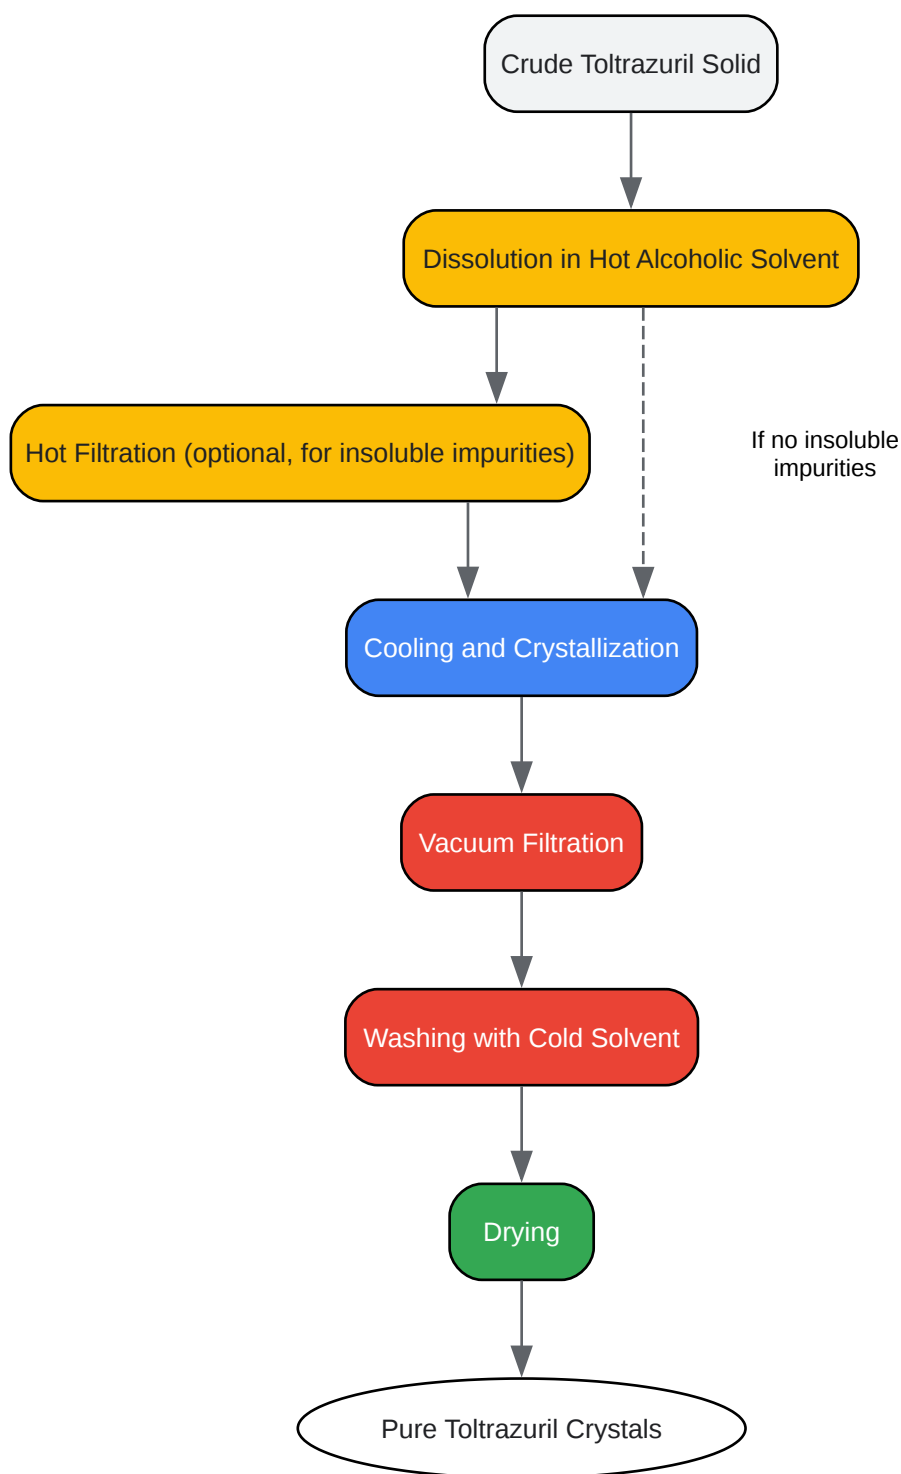 Crude Toltrazuril Solid
Dissolution in Hot Alcoholic Solvent
Hot Filtration (optional, for insoluble impurities)
If no insoluble
impurities
Cooling and Crystallization
Vacuum Filtration
Washing with Cold Solvent
Drying
Pure Toltrazuril Crystals